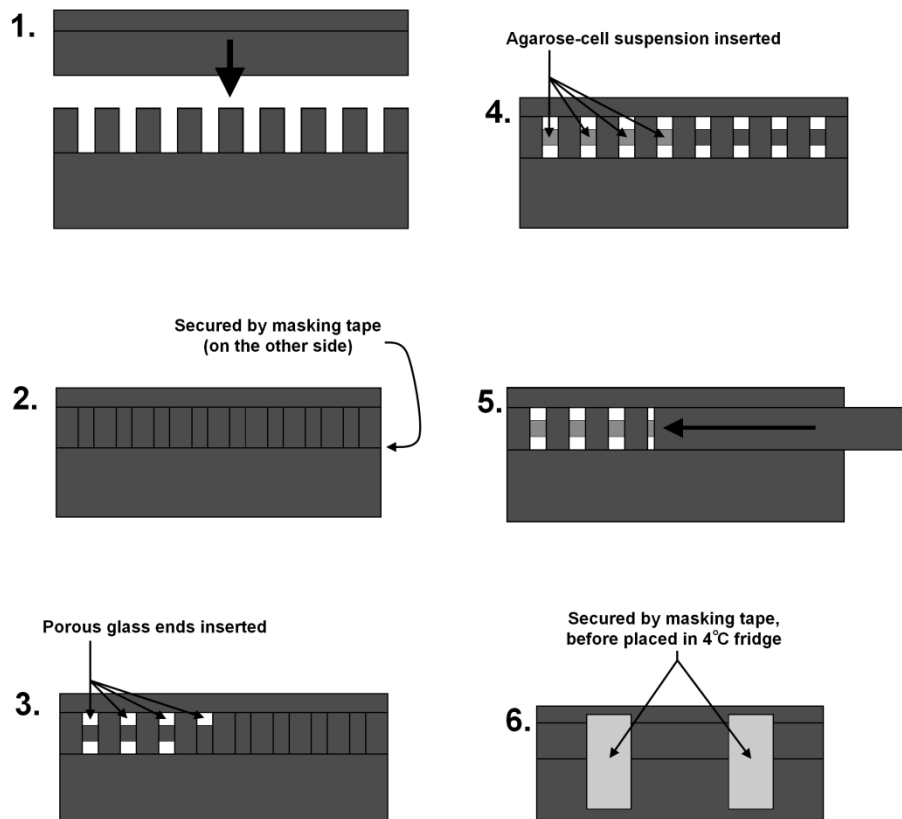 1.
2.
Secured by masking tape
(on the other side)
3.
Porous glass ends inserted
4.
Agarose-cell suspension inserted
5.
6.
Secured by masking tape,
before placed in 4°C fridge